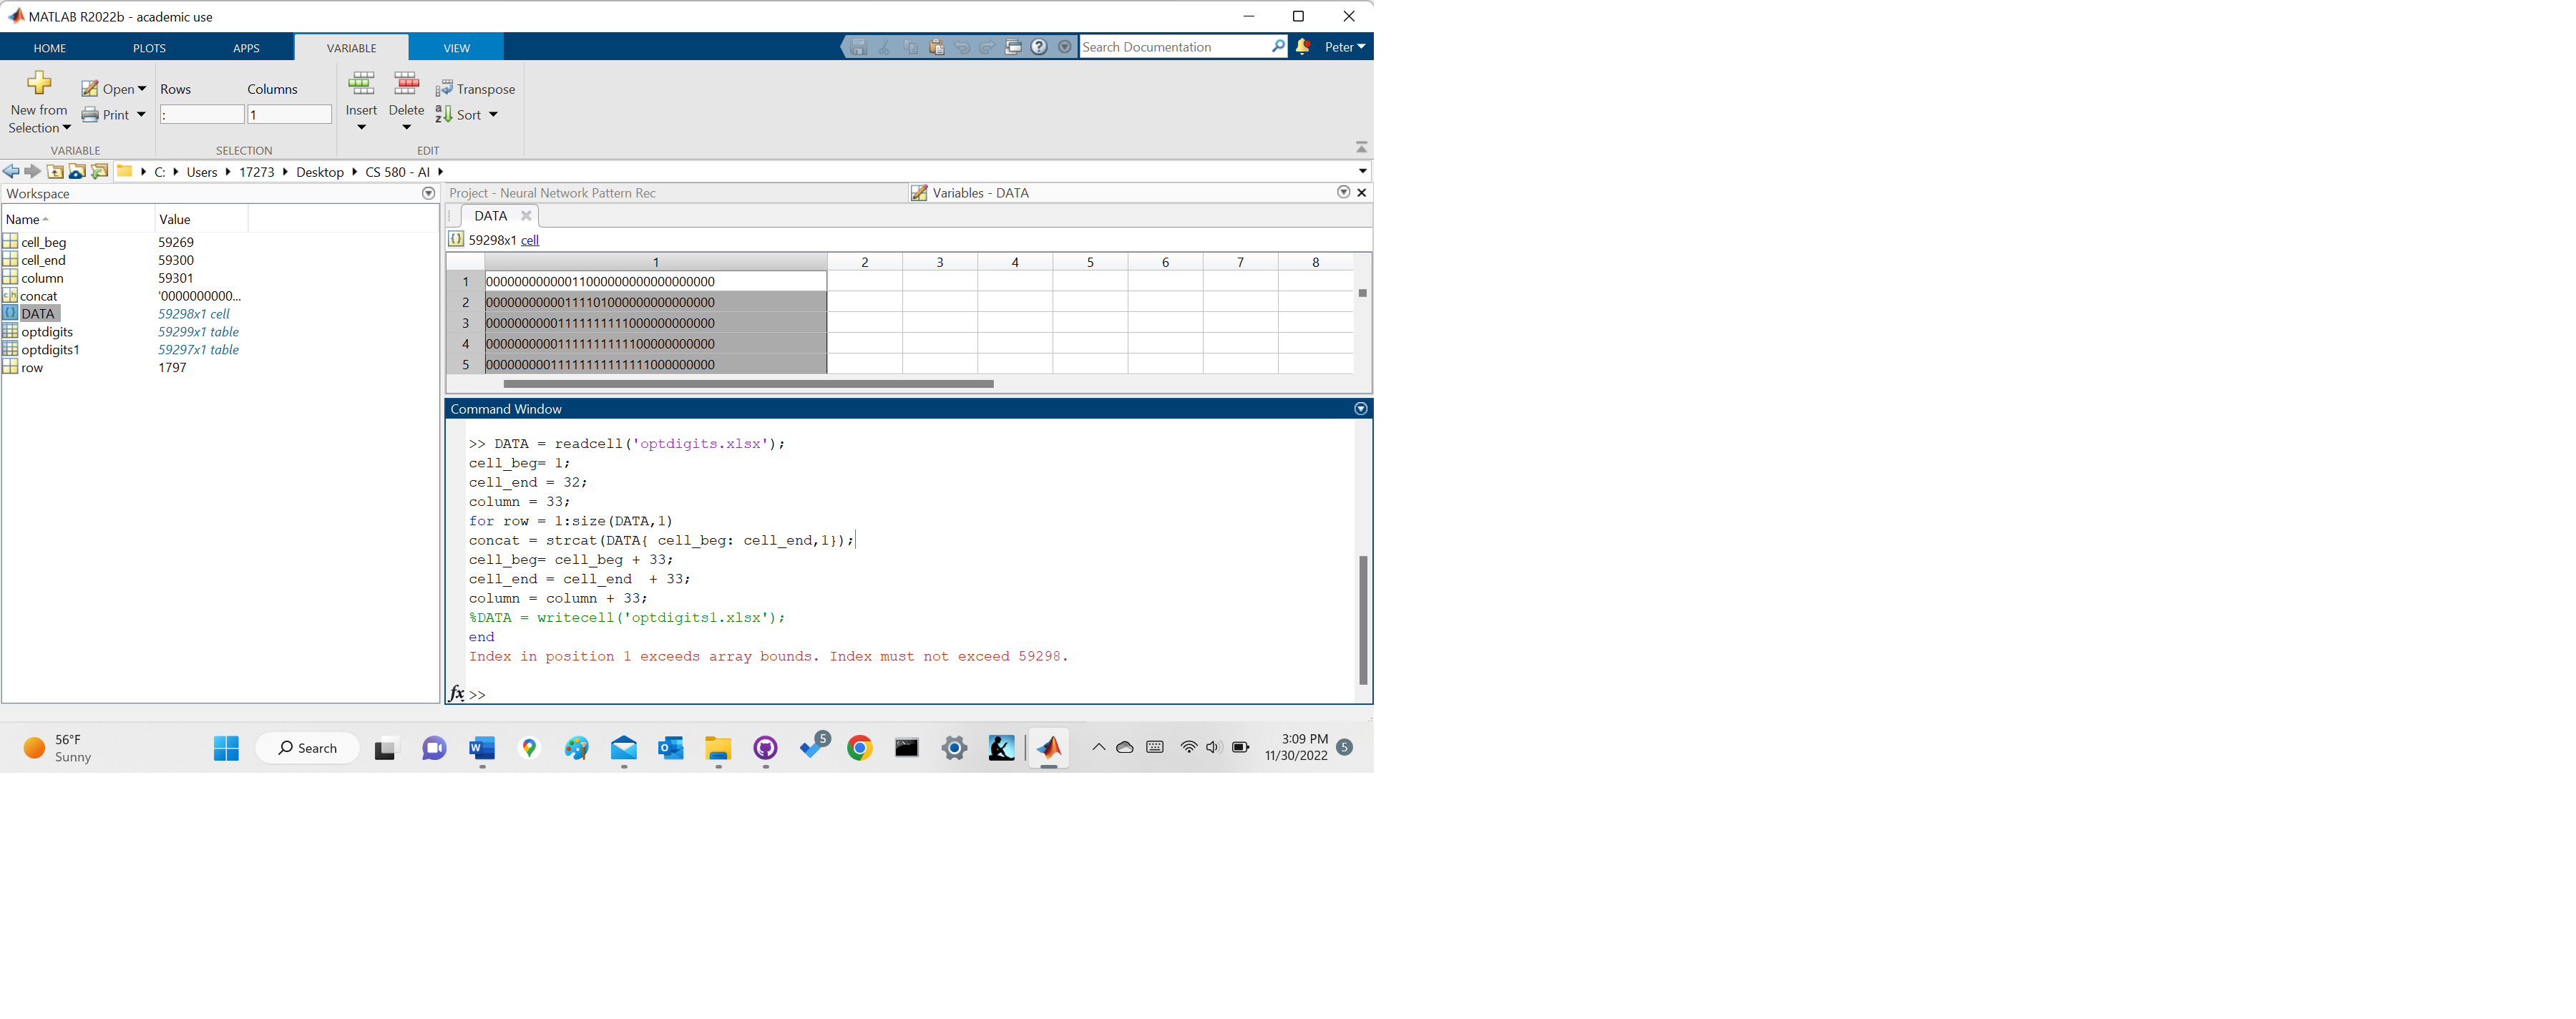 MATLAB R2022b - academic use
HOME PLOTS APPS VARIABLE VIEW Search Documentation Peter
New from Selection Open Print Rows Columns : 1 Insert Delete Transpose Sort
VARIABLE SELECTION EDIT
C: Users 17273 Desktop CS 580 - AI
Workspace
Name Value
cell_beg 59269
cell_end 59300
column 59301
concat '0000000000...
DATA 59298x1 cell
optdigits 59299x1 table
optdigits1 59297x1 table
row 1797
Project - Neural Network Pattern Rec Variables - DATA
DATA
59298x1 cell
1 2 3 4 5 6 7 8
1 00000000000011000000000000000000
2 00000000000111101000000000000000
3 00000000001111111111000000000000
4 00000000001111111111100000000000
5 00000000011111111111111000000000
Command Window
>> DATA = readcell('optdigits.xlsx');
cell_beg= 1;
cell_end = 32;
column = 33;
for row = 1:size(DATA,1)
concat = strcat(DATA{ cell_beg: cell_end,1});
cell_beg= cell_beg + 33;
cell_end = cell_end  + 33;
column = column + 33;
%DATA = writecell('optdigits1.xlsx');
end
Index in position 1 exceeds array bounds. Index must not exceed 59298.
fx >>
56°F
Sunny
Search
5
3:09 PM
11/30/2022
5